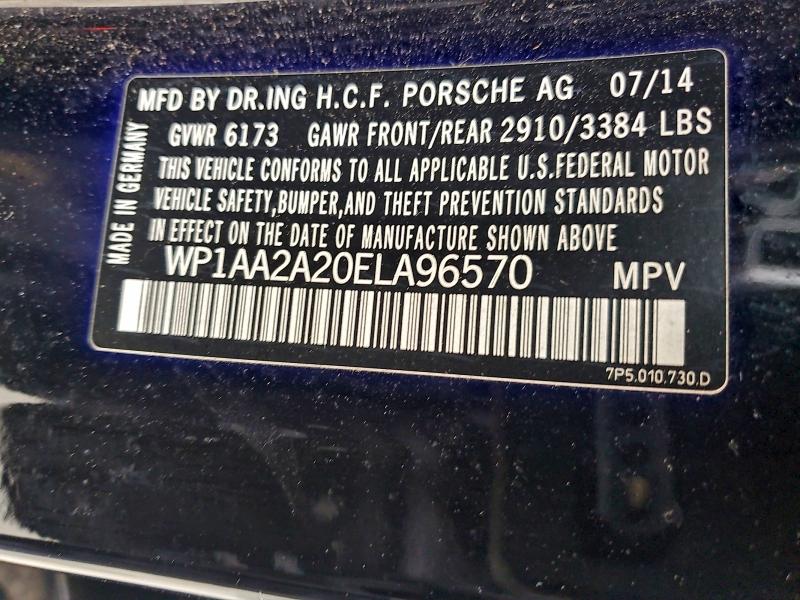 MFD BY DR.ING H.C.F. PORSCHE AG 07/14
GVWR 6173 GAWR FRONT/REAR 2910/3384 LBS
THIS VEHICLE CONFORMS TO ALL APPLICABLE U.S.FEDERAL MOTOR
VEHICLE SAFETY,BUMPER,AND THEFT PREVENTION STANDARDS
IN EFFECT ON THE DATE OF MANUFACTURE SHOWN ABOVE
MADE IN GERMANY
WP1AA2A20ELA96570 MPV
7P5.010.730.D